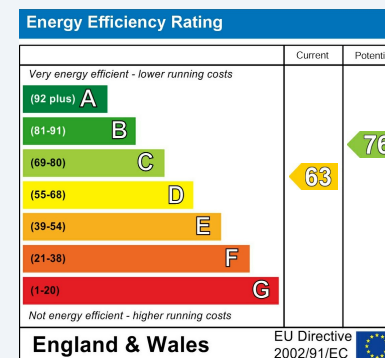 Energy Efficiency Rating
Current
Very energy efficient - lower running costs
(92 plus) A
(81-91) B
(69-80) C
76
(55-68) D
63
(39-54) E
(21-38) F
(1-20) G
Not energy efficient - higher running costs
England & Wales
EU Directive
2002/91/EC